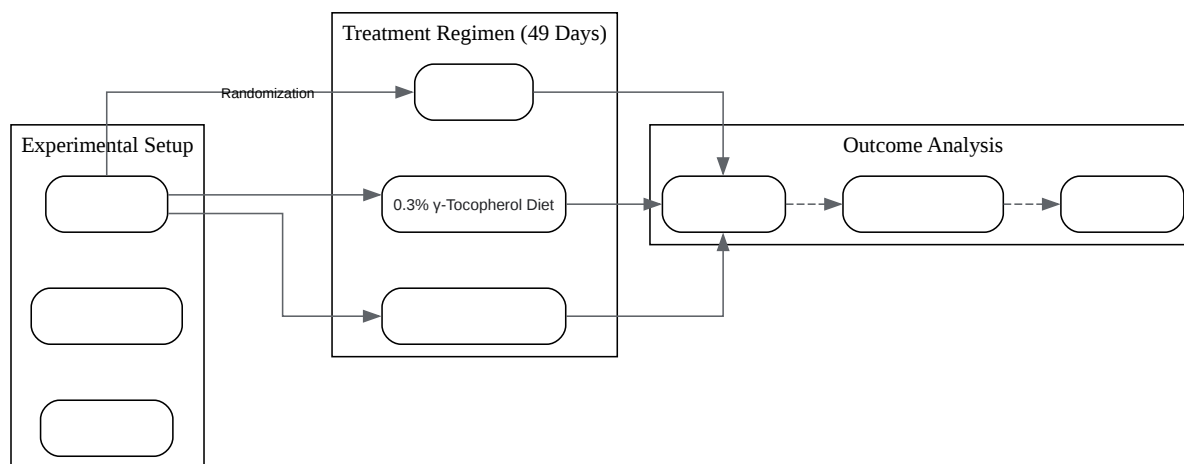 Treatment Regimen (49 Days)
Randomization
Experimental Setup
Outcome Analysis
0.3% γ-Tocopherol Diet